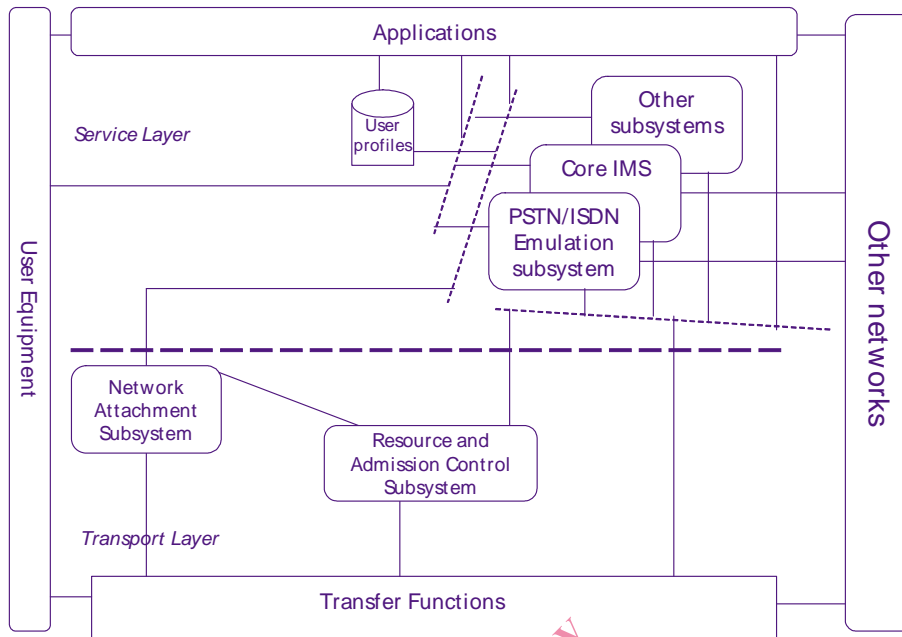 Applications
Other
subsystems
User
profiles
Service Layer
Core IMS
PSTN/ISDN
Emulation
subsystem
User Equipment
Other networks
Network
Attachment
Subsystem
Resource and
Admission Control
Subsystem
Transport Layer
Transfer Functions